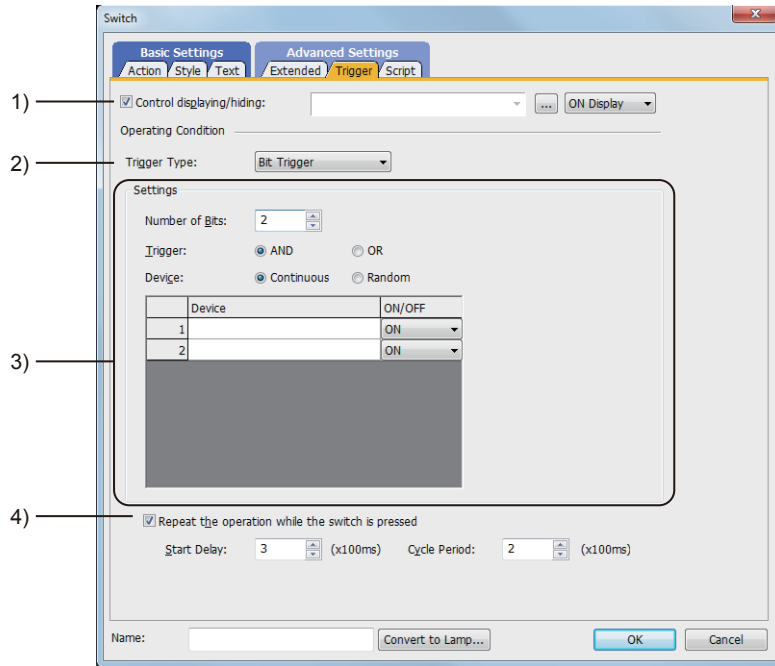 Switch
Basic Settings Advanced Settings
Action Style Text Extended Trigger Script
1) Control displaying/hiding: ... ON Display
Operating Condition
2) Trigger Type: Bit Trigger
Settings
Number of Bits: 2
Trigger: AND OR
Device: Continuous Random
Device ON/OFF
1 ON
2 ON
3)
4) Repeat the operation while the switch is pressed
Start Delay: 3 (x100ms) Cycle Period: 2 (x100ms)
Name: Convert to Lamp... OK Cancel